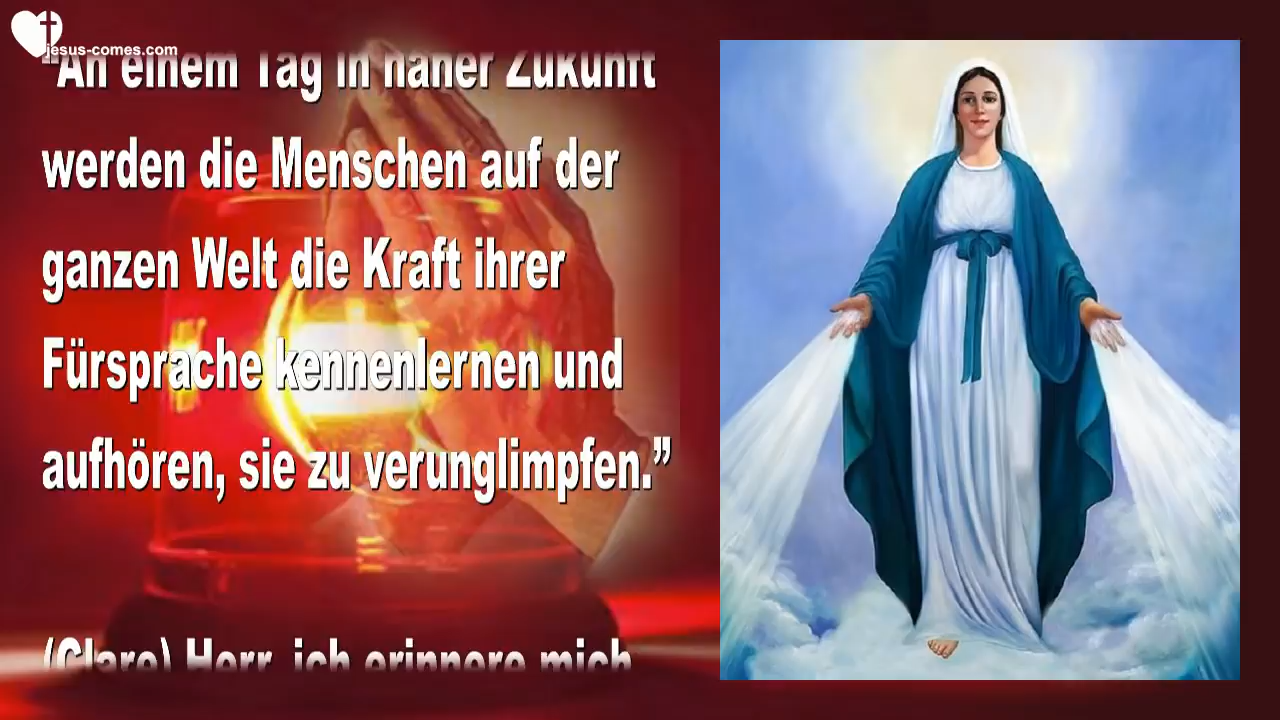 jesus-comes.com
"An einem Tag in naher Zukunft
werden die Menschen auf der
ganzen Welt die Kraft ihrer
Fürsprache kennenlernen und
aufhören, sie zu verunglimpfen.”
(Clare) Herr, ich erinnere mich